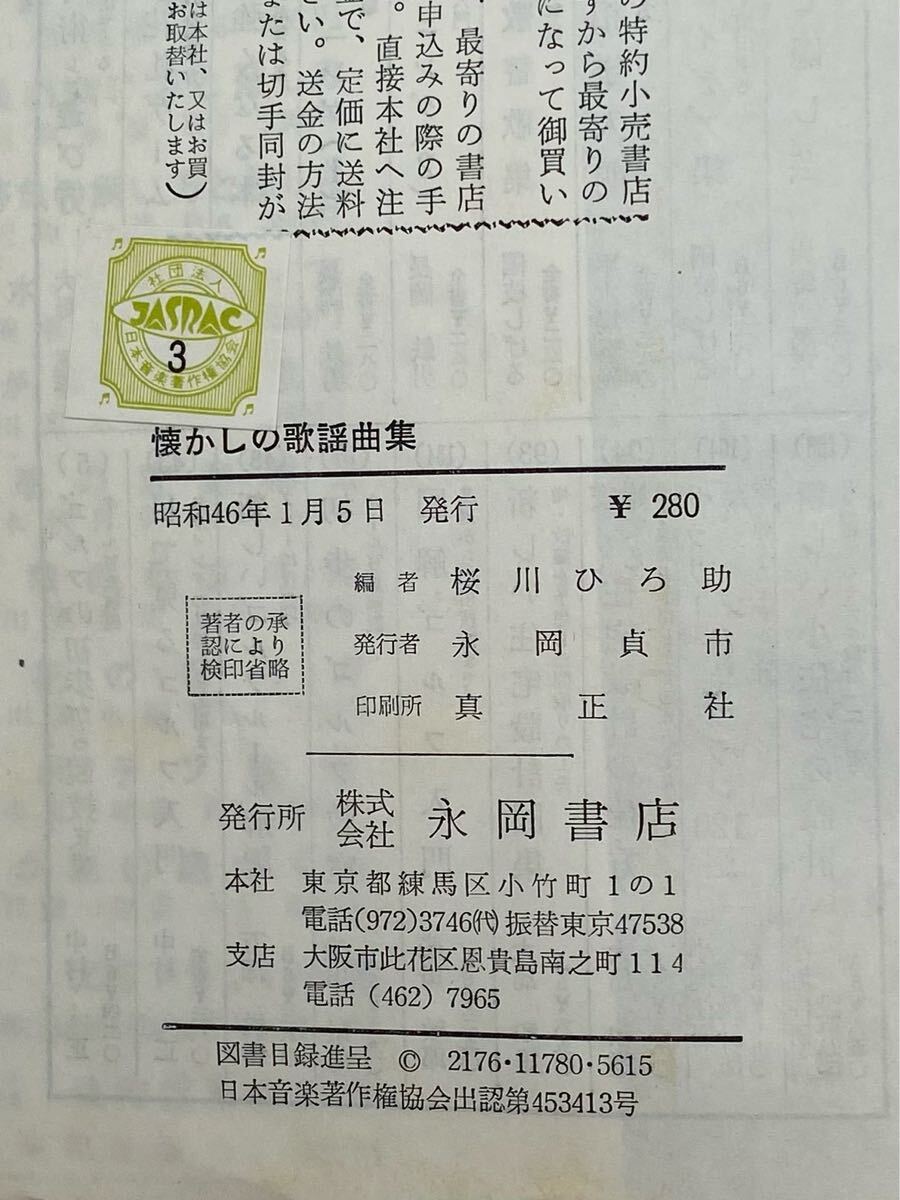 の特約小売書店
すから最寄りの
になって御買い
、最寄りの書店
申込みの際の手
。直接本社へ注
金で、定価に送料
さい。送金の方法
または切手同封が
は本社、又はお買
お取替いたします)
社団法人
JASRAC
3
日本音楽著作権協会
懐かしの歌謡曲集
昭和46年1月5日 発行 ¥ 280
編者 桜川ひろ助
著者の承
認により
検印省略
発行者 永岡貞市
印刷所 真正社
発行所 株式会社 永岡書店
本社 東京都練馬区小竹町1の1
電話(972)3746㈹ 振替東京47538
支店 大阪市此花区恩貴島南之町114
電話 (462) 7965
図書目録進呈 © 2176・11780・5615
日本音楽著作権協会出認第453413号